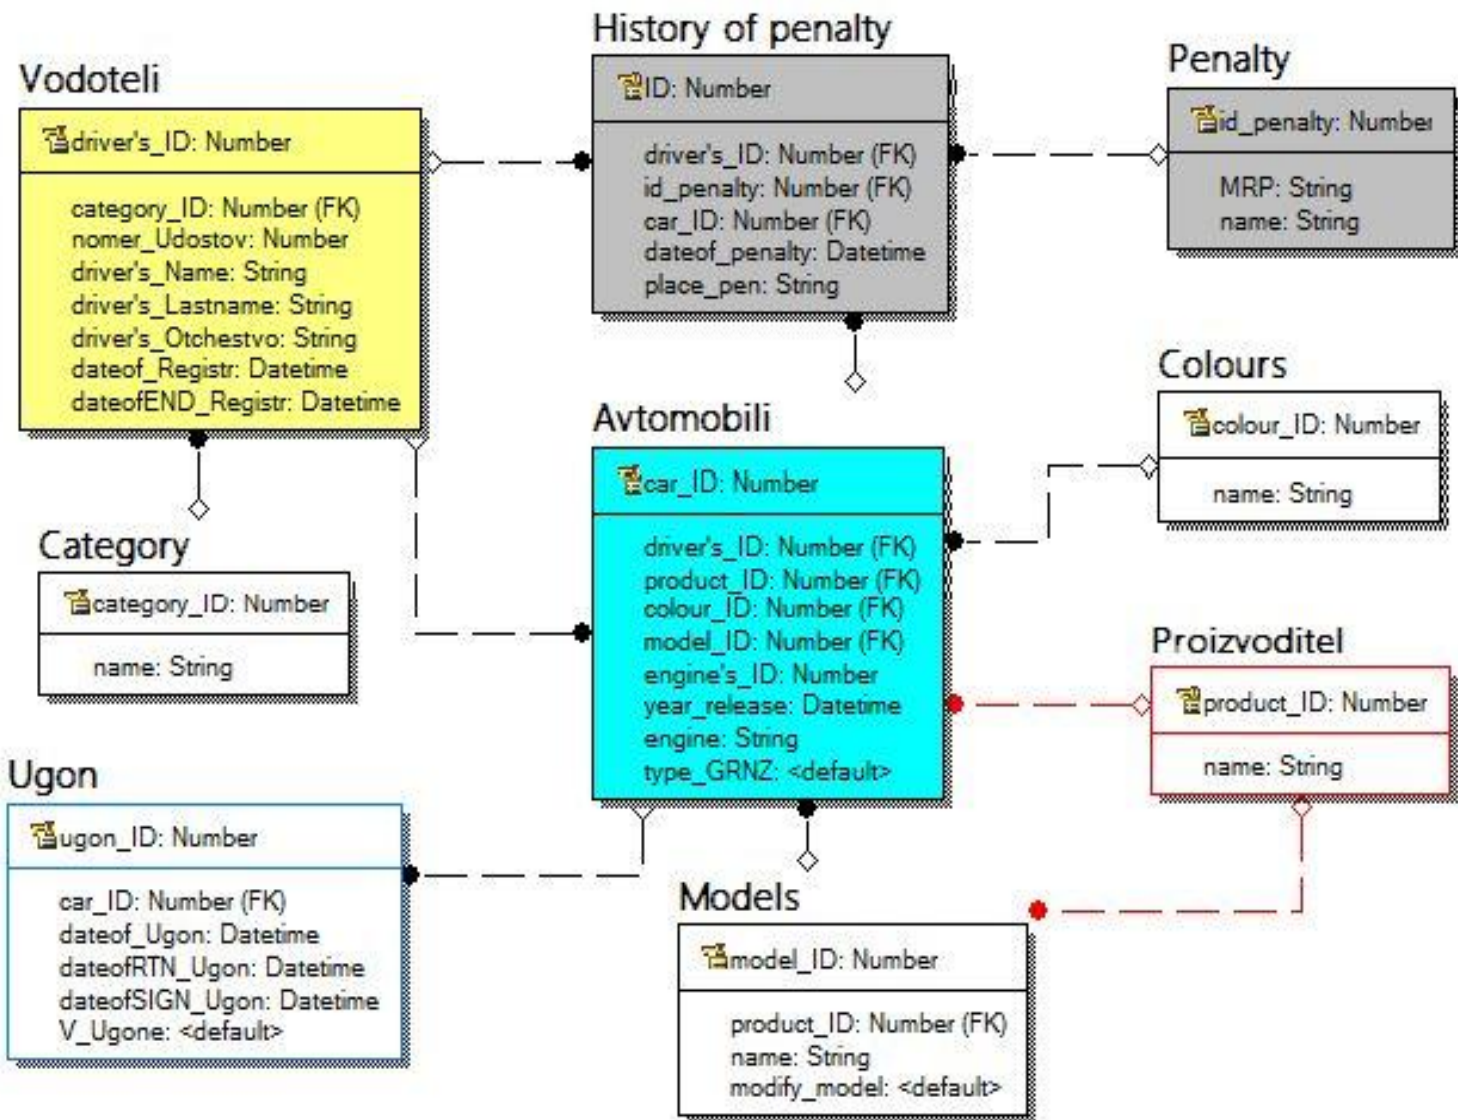 Vodoteli
driver's_ID: Number
category_ID: Number (FK)
nomer_Udostov: Number
driver's_Name: String
driver's_Lastname: String
driver's_Otchestvo: String
dateof_Registr: Datetime
dateofEND_Registr: Datetime
History of penalty
ID: Number
driver's_ID: Number (FK)
id_penalty: Number (FK)
car_ID: Number (FK)
dateof_penalty: Datetime
place_pen: String
Penalty
id_penalty: Number
MRP: String
name: String
Colours
colour_ID: Number
name: String
Avtomobili
car_ID: Number
driver's_ID: Number (FK)
product_ID: Number (FK)
colour_ID: Number (FK)
model_ID: Number (FK)
engine's_ID: Number
year_release: Datetime
engine: String
type_GRNZ: <default>
Category
category_ID: Number
name: String
Proizvoditel
product_ID: Number
name: String
Ugon
ugon_ID: Number
car_ID: Number (FK)
dateof_Ugon: Datetime
dateofRTN_Ugon: Datetime
dateofSIGN_Ugon: Datetime
V_Ugone: <default>
Models
model_ID: Number
product_ID: Number (FK)
name: String
modify_model: <default>